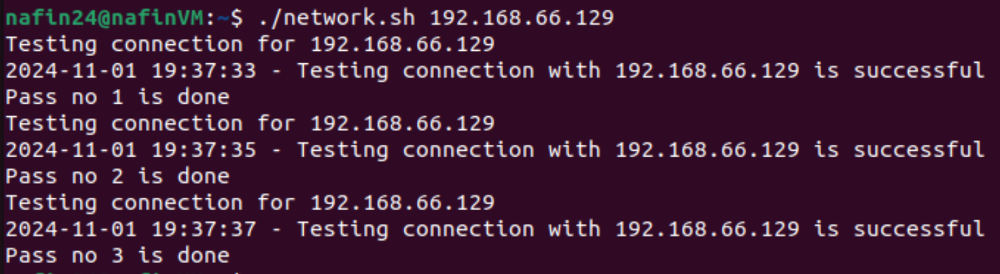 nafin24@nafinVM:~$ ./network.sh 192.168.66.129
Testing connection for 192.168.66.129
2024-11-01 19:37:33 - Testing connection with 192.168.66.129 is successful
Pass no 1 is done
Testing connection for 192.168.66.129
2024-11-01 19:37:35 - Testing connection with 192.168.66.129 is successful
Pass no 2 is done
Testing connection for 192.168.66.129
2024-11-01 19:37:37 - Testing connection with 192.168.66.129 is successful
Pass no 3 is done